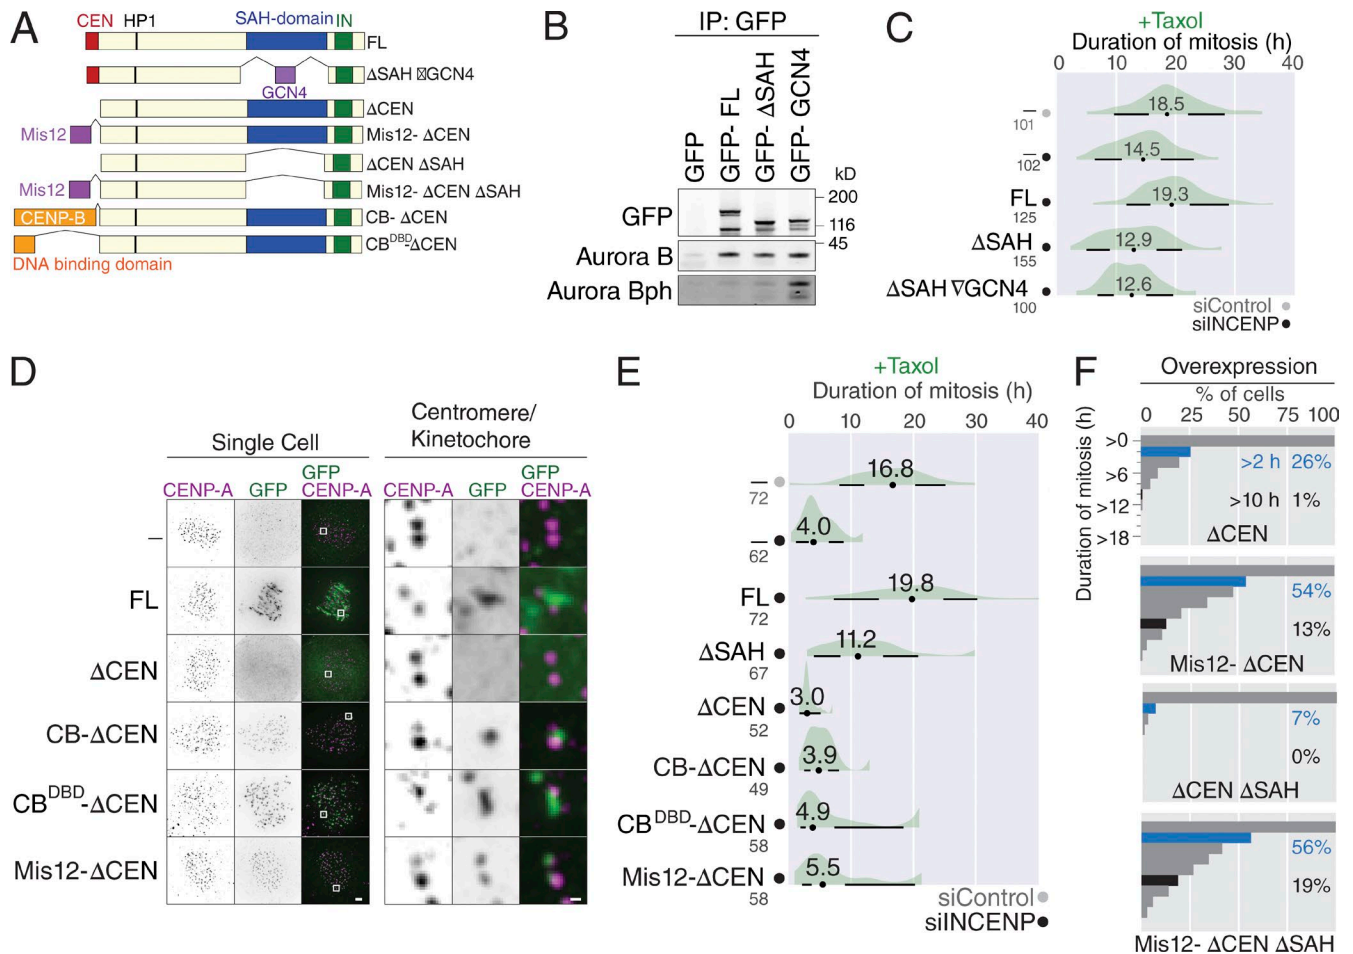 A
CEN HP1 SAH-domain IN
FL
ΔSAH GCN4
GCN4
ΔCEN
Mis12 Mis12- ΔCEN
ΔCEN ΔSAH
Mis12 Mis12- ΔCEN ΔSAH
CENP-B CB- ΔCEN
CB^DBD-ΔCEN
DNA binding domain
B
IP: GFP
GFP
GFP- FL
GFP- ΔSAH
GFP- GCN4
kD
GFP 200
116
Aurora B 45
Aurora Bph
C
+Taxol
Duration of mitosis (h)
0 10 20 30 40
– 18.5
101
– 14.5
102
FL 19.3
125
ΔSAH 12.9
155
ΔSAH ∇GCN4 12.6
100
siControl
siINCENP
D
Single Cell
Centromere/
Kinetochore
CENP-A GFP GFP CENP-A
CENP-A GFP GFP CENP-A
–
FL
ΔCEN
CB-ΔCEN
CB^DBD-ΔCEN
Mis12-ΔCEN
E
+Taxol
Duration of mitosis (h)
0 10 20 30 40
– 16.8
72
– 4.0
62
FL 19.8
72
ΔSAH 11.2
67
ΔCEN 3.0
52
CB-ΔCEN 3.9
49
CB^DBD-ΔCEN 4.9
58
Mis12-ΔCEN 5.5
58
siControl
siINCENP
F
Overexpression
% of cells
0 25 50 75 100
Duration of mitosis (h)
>0
>2 h 26%
>6
>10 h 1%
>12
>18
ΔCEN
54%
13%
Mis12- ΔCEN
7%
0%
ΔCEN ΔSAH
56%
19%
Mis12- ΔCEN ΔSAH